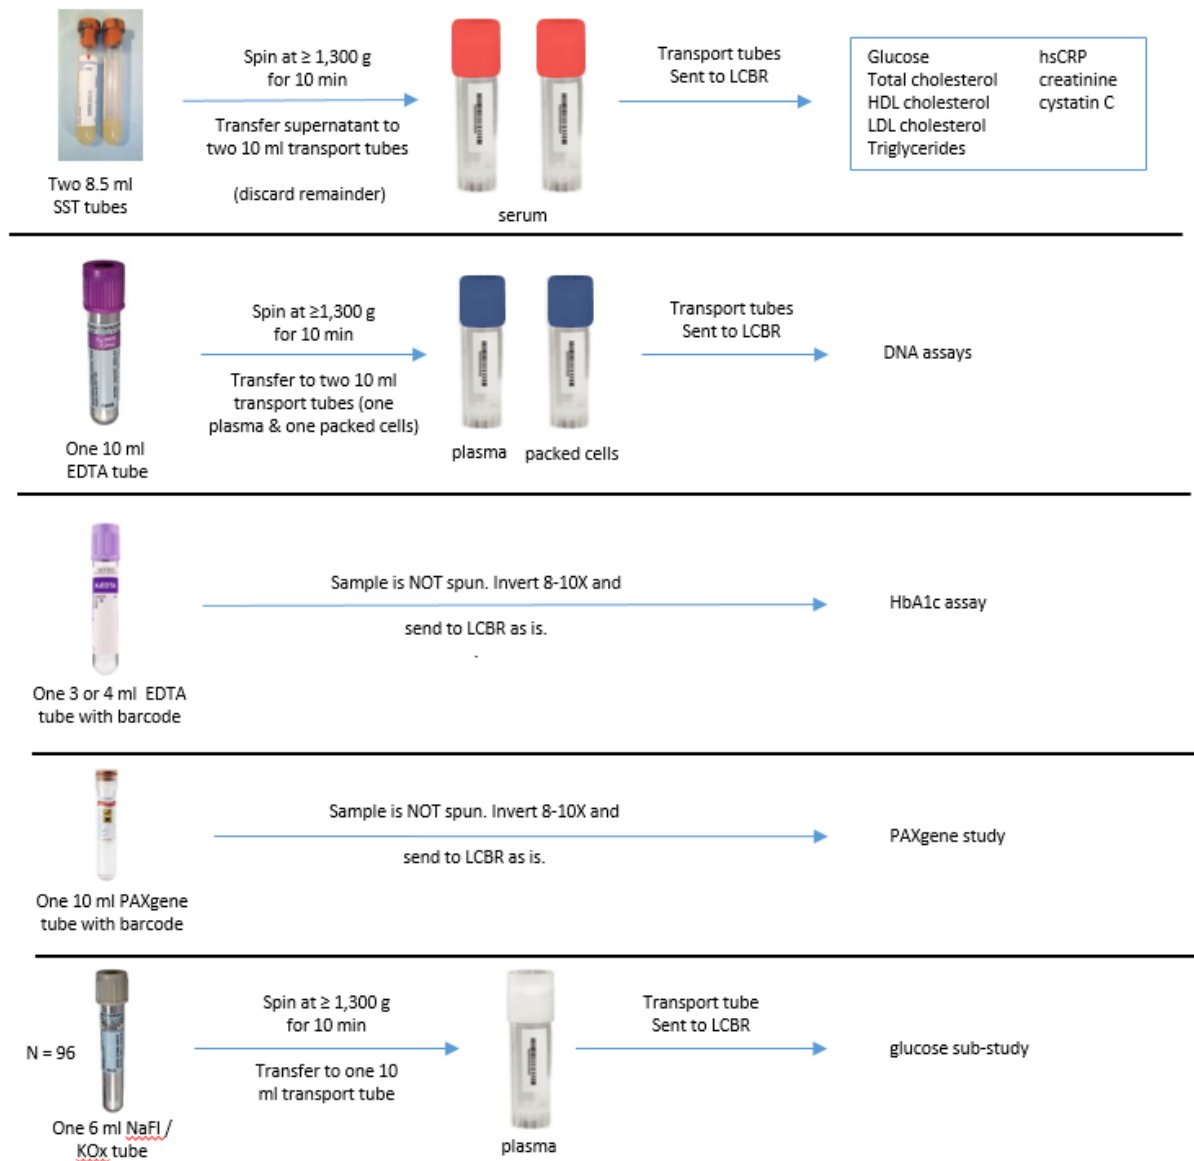 Two 8.5 ml
SST tubes
Spin at ≥ 1,300 g
for 10 min
Transfer supernatant to
two 10 ml transport tubes
(discard remainder)
serum
Transport tubes
Sent to LCBR
Glucose
Total cholesterol
HDL cholesterol
LDL cholesterol
Triglycerides
hsCRP
creatinine
cystatin C
One 10 ml
EDTA tube
Spin at ≥1,300 g
for 10 min
Transfer to two 10 ml
transport tubes (one
plasma & one packed cells)
plasma
packed cells
Transport tubes
Sent to LCBR
DNA assays
One 3 or 4 ml EDTA
tube with barcode
Sample is NOT spun. Invert 8-10X and
send to LCBR as is.
.
HbA1c assay
One 10 ml PAXgene
tube with barcode
Sample is NOT spun. Invert 8-10X and
send to LCBR as is.
PAXgene study
N = 96
One 6 ml NaFl /
KOx tube
Spin at ≥ 1,300 g
for 10 min
Transfer to one 10
ml transport tube
plasma
Transport tube
Sent to LCBR
glucose sub-study